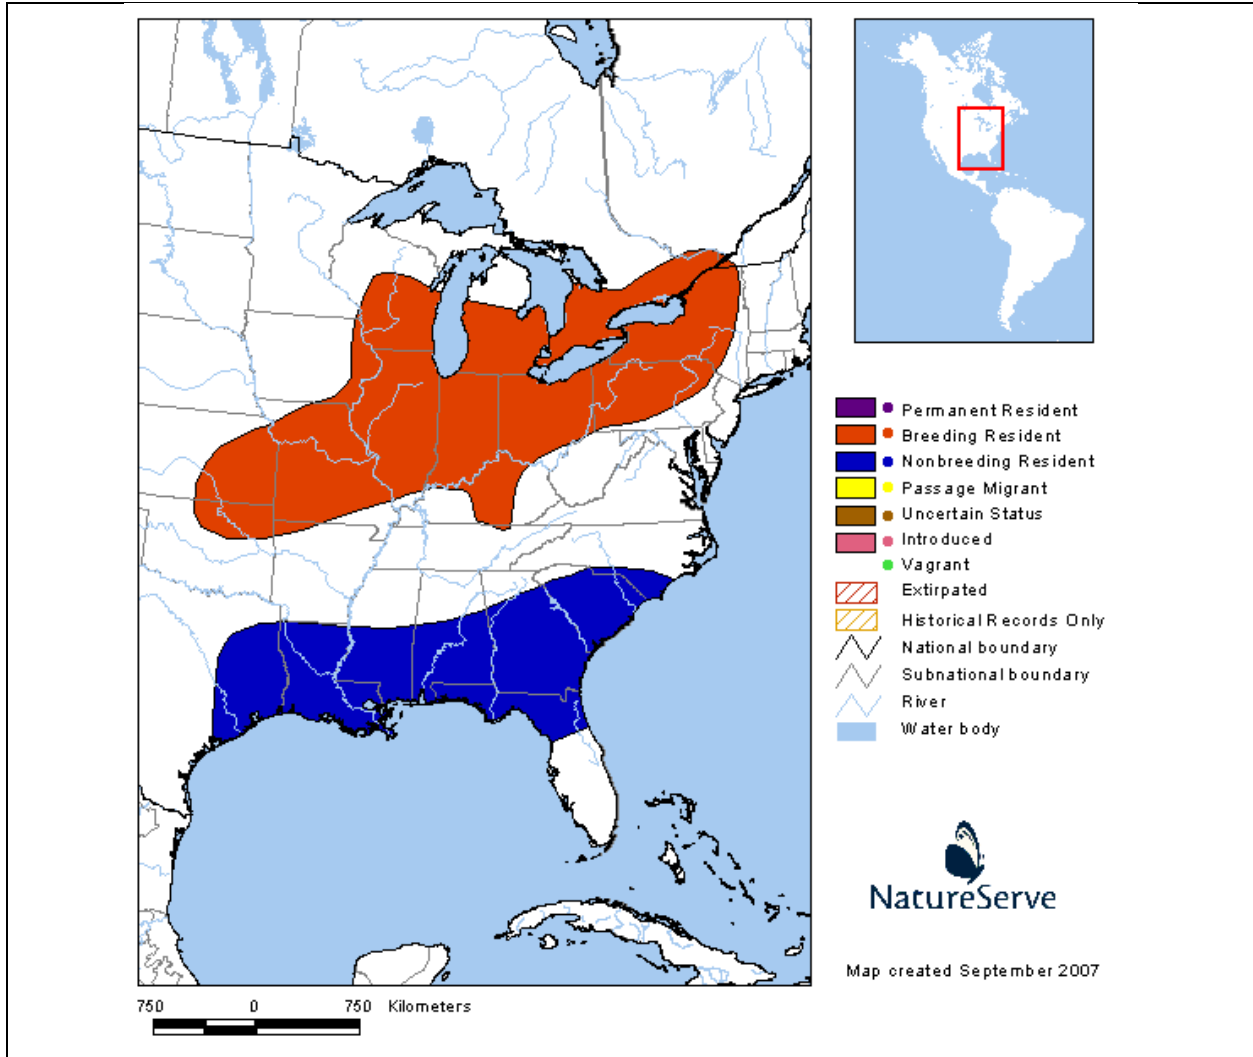 Permanent Resident
Breeding Resident
Nonbreeding Resident
Passage Migrant
Uncertain Status
Introduced
Vagrant
Extirpated
Historical Records Only
National boundary
Subnational boundary
River
Water body
NatureServe
Map created September 2007
750 0 750 Kilometers